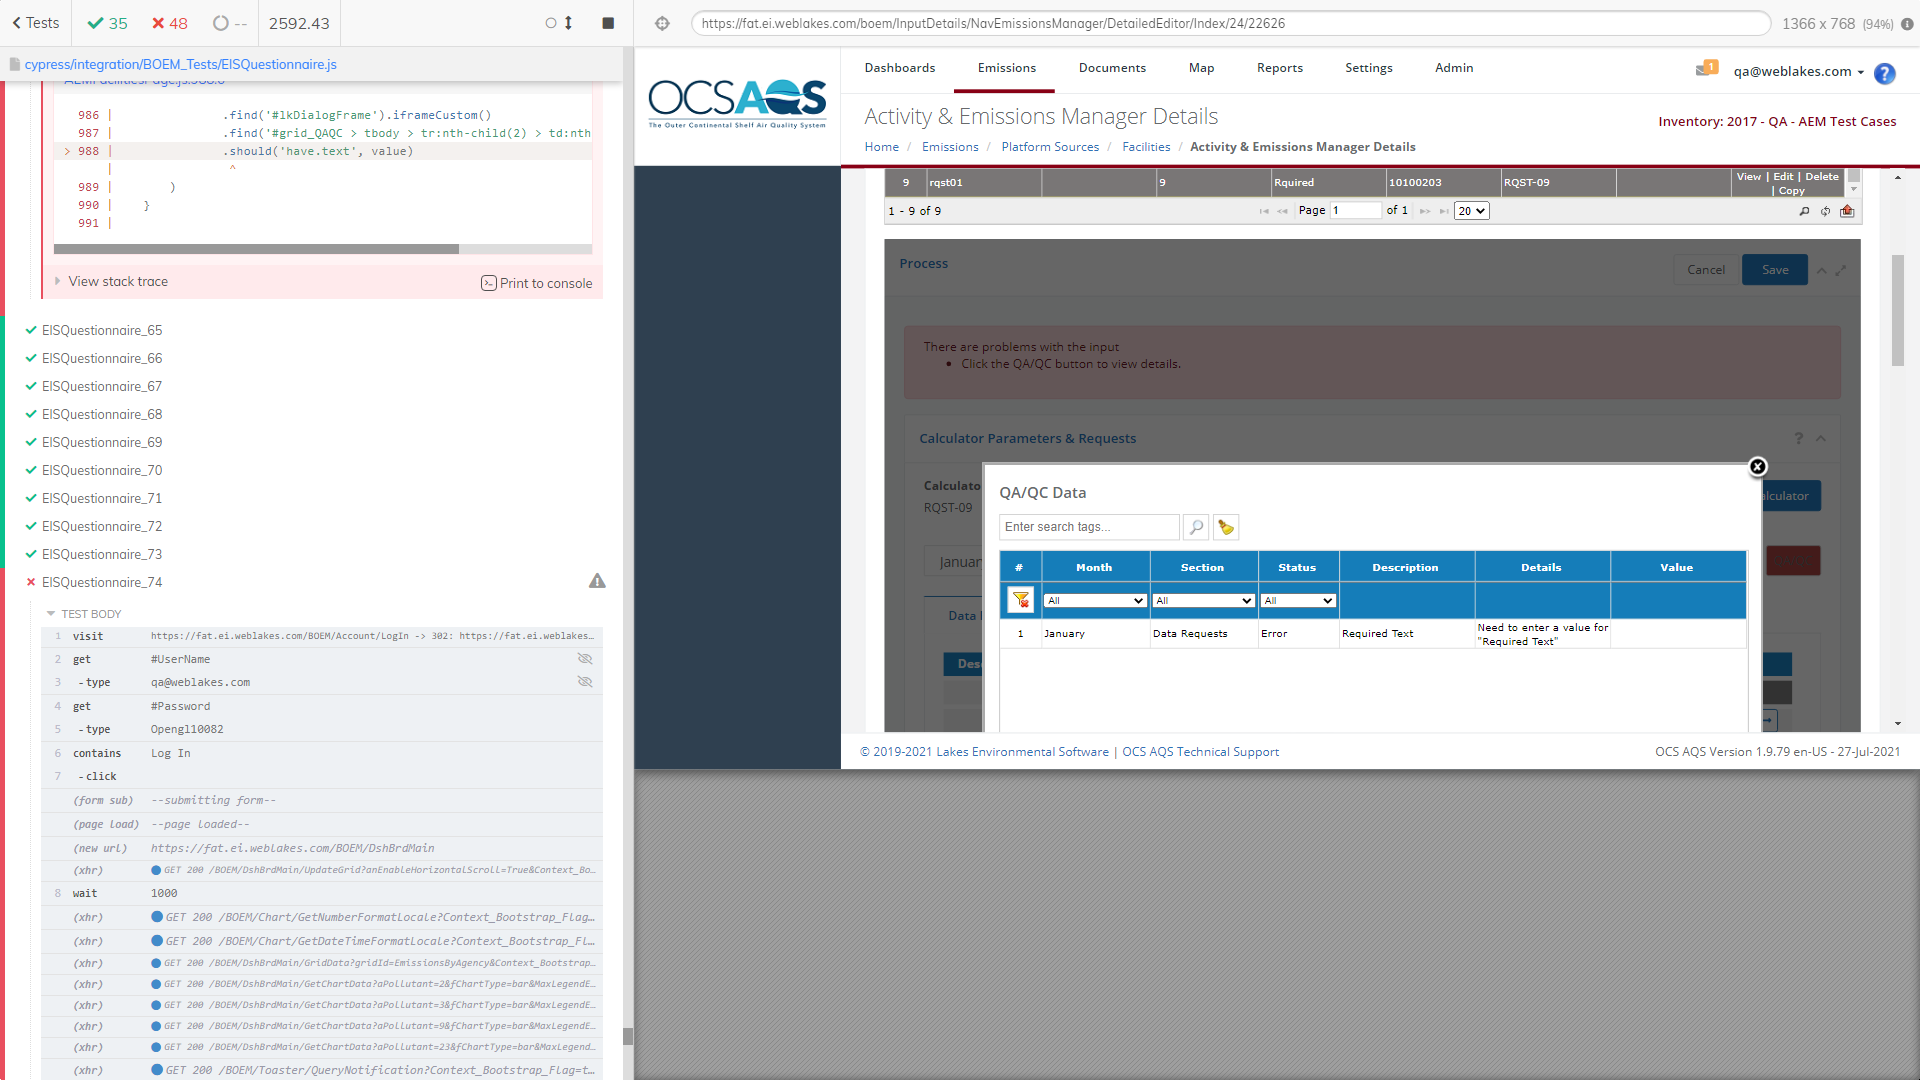 Tests
35
48
--
2592.43
https://fat.ei.weblakes.com/boem/InputDetails/NavEmissionsManager/DetailedEditor/Index/24/22626
1366 x 768 (94%)
cypress/integration/BOEM_Tests/EISQuestionnaire.js
986 | .find('#lkDialogFrame').iframeCustom()
987 | .find('#grid_QAQC > tbody > tr:nth-child(2) > td:nth
> 988 | .should('have.text', value)
| ^
989 | )
990 | }
991 |
View stack trace
Print to console
EISQuestionnaire_65
EISQuestionnaire_66
EISQuestionnaire_67
EISQuestionnaire_68
EISQuestionnaire_69
EISQuestionnaire_70
EISQuestionnaire_71
EISQuestionnaire_72
EISQuestionnaire_73
EISQuestionnaire_74
TEST BODY
1 visit https://fat.ei.weblakes.com/BOEM/Account/LogIn -> 302: https://fat.ei.weblakes...
2 get #UserName
3 -type qa@weblakes.com
4 get #Password
5 -type Opengl10082
6 contains Log In
7 -click
(form sub) --submitting form--
(page load) --page loaded--
(new url) https://fat.ei.weblakes.com/BOEM/DshBrdMain
(xhr) GET 200 /BOEM/DshBrdMain/UpdateGrid?anEnableHorizontalScroll=True&Context_Bo...
8 wait 1000
(xhr) GET 200 /BOEM/Chart/GetNumberFormatLocale?Context_Bootstrap_Flag...
(xhr) GET 200 /BOEM/Chart/GetDateTimeFormatLocale?Context_Bootstrap_Fl...
(xhr) GET 200 /BOEM/DshBrdMain/GridData?gridId=EmissionsByAgency&Context_Bootstrap...
(xhr) GET 200 /BOEM/DshBrdMain/GetChartData?aPollutant=2&fChartType=bar&MaxLegendE...
(xhr) GET 200 /BOEM/DshBrdMain/GetChartData?aPollutant=3&fChartType=bar&MaxLegendE...
(xhr) GET 200 /BOEM/DshBrdMain/GetChartData?aPollutant=9&fChartType=bar&MaxLegendE...
(xhr) GET 200 /BOEM/DshBrdMain/GetChartData?aPollutant=23&fChartType=bar&MaxLegend...
(xhr) GET 200 /BOEM/Toaster/QueryNotification?Context_Bootstrap_Flag=t...
OCSAQS
The Outer Continental Shelf Air Quality System
Dashboards Emissions Documents Map Reports Settings Admin
1 qa@weblakes.com ?
Activity & Emissions Manager Details
Inventory: 2017 - QA - AEM Test Cases
Home / Emissions / Platform Sources / Facilities / Activity & Emissions Manager Details
9 rqst01 9 Rquired 10100203 RQST-09 View | Edit | Delete
| Copy
1 - 9 of 9 Page 1 of 1 20
Process Cancel Save
There are problems with the input
• Click the QA/QC button to view details.
Calculator Parameters & Requests ?
Calculato
RQST-09
lculator
Januar
Data
Des
QA/QC Data
Enter search tags...
# Month Section Status Description Details Value
All All All
1 January Data Requests Error Required Text Need to enter a value for
"Required Text"
© 2019-2021 Lakes Environmental Software | OCS AQS Technical Support
OCS AQS Version 1.9.79 en-US - 27-Jul-2021